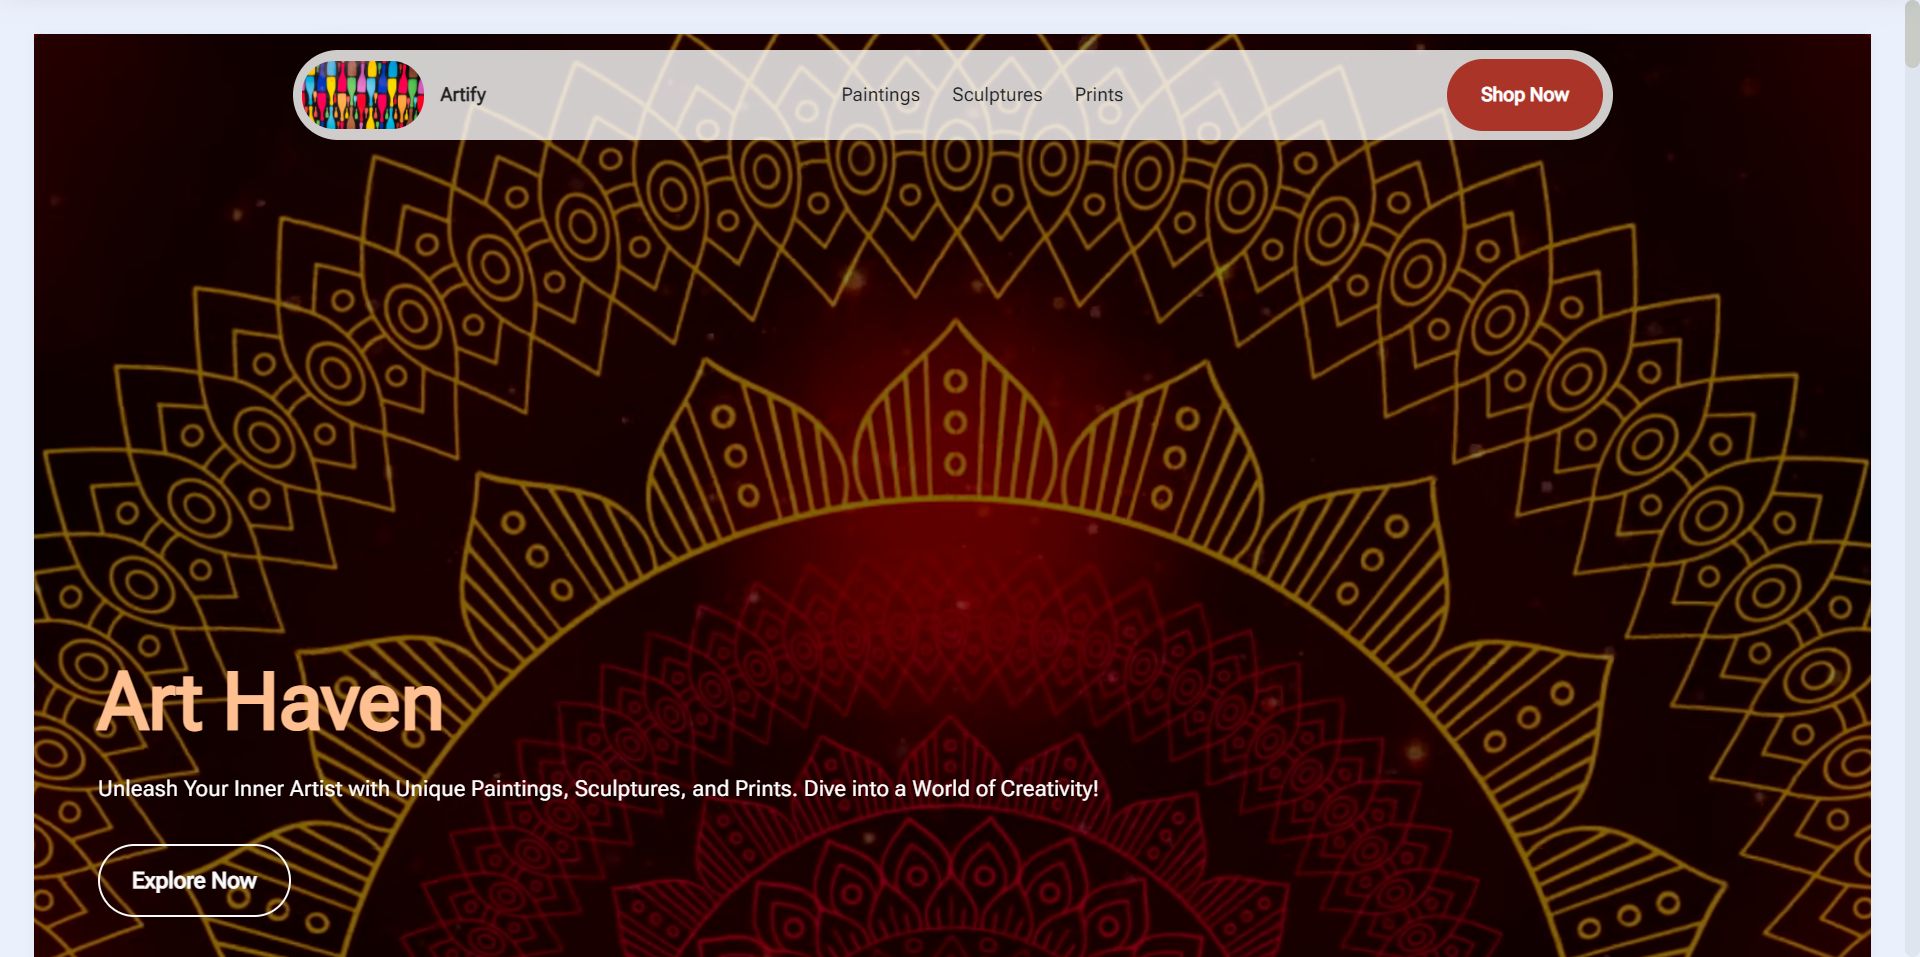 Artify
Paintings
Sculptures
Prints
Shop Now
Art Haven
Unleash Your Inner Artist with Unique Paintings, Sculptures, and Prints. Dive into a World of Creativity!
Explore Now